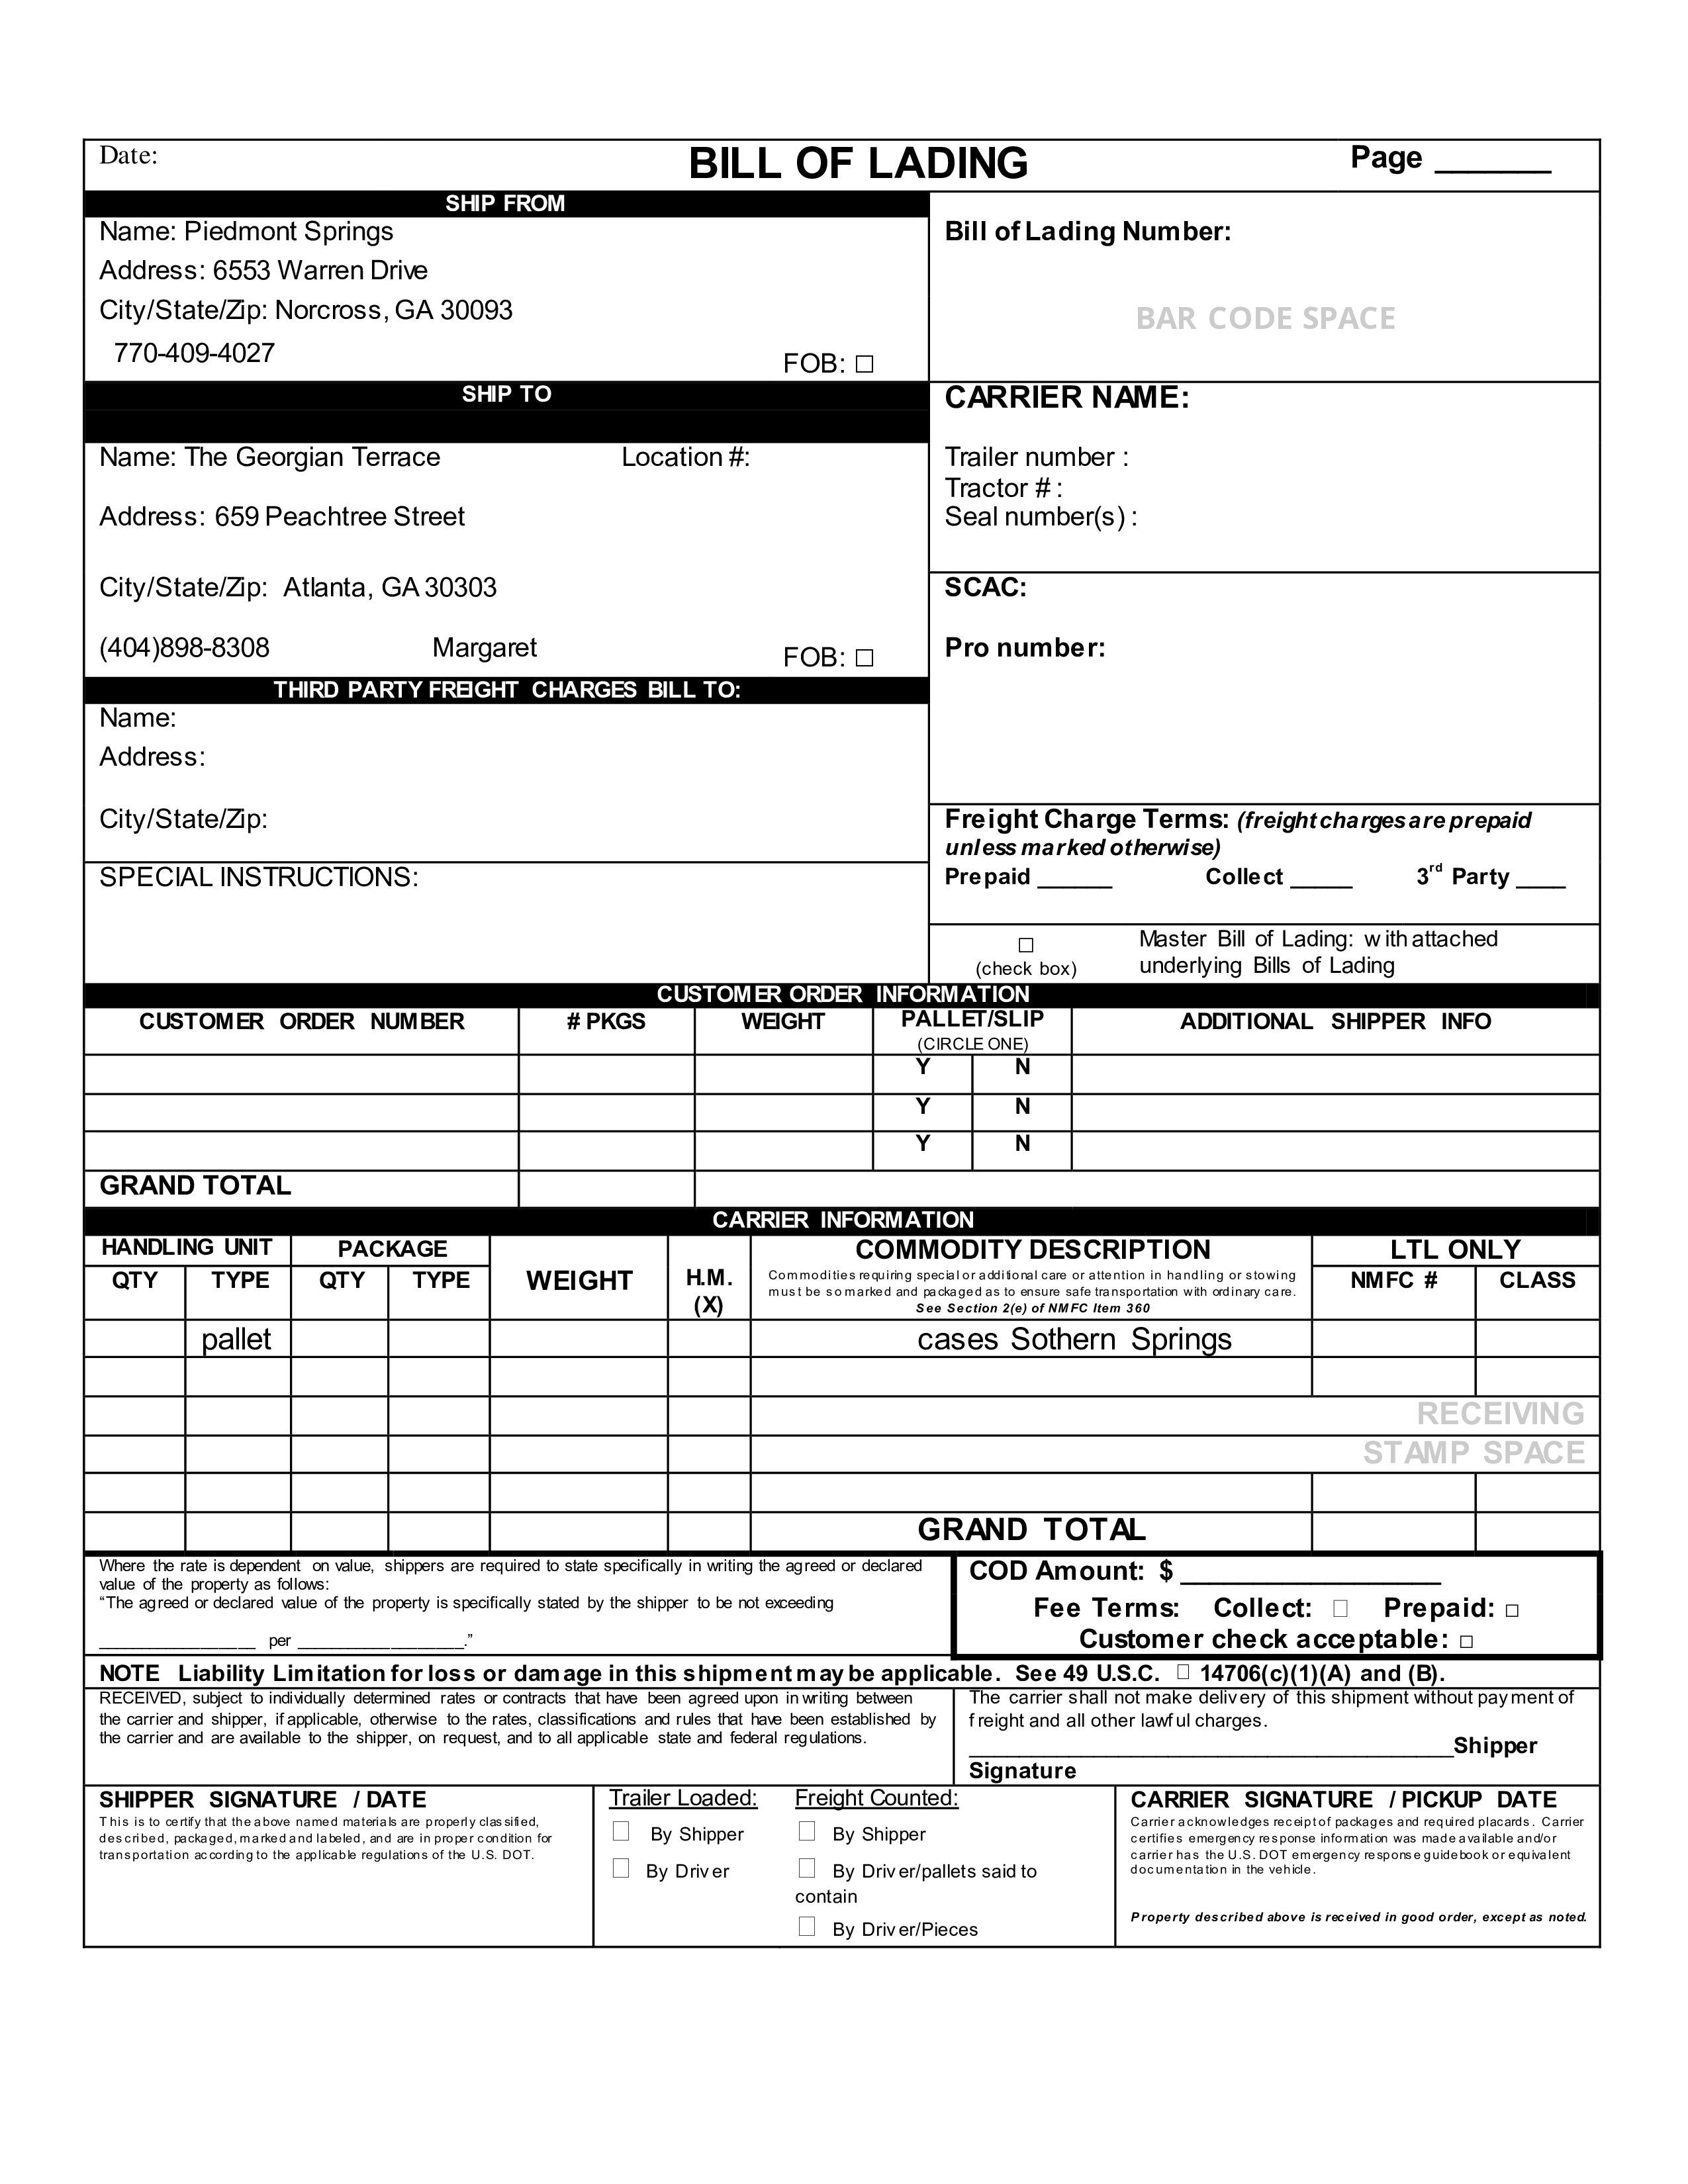 Date:
BILL OF LADING
Page _______
SHIP FROM
Name: Piedmont Springs
Address: 6553 Warren Drive
City/State/Zip: Norcross, GA 30093
770-409-4027
FOB: □
Bill of Lading Number:
BAR CODE SPACE
SHIP TO
Name: The Georgian Terrace Location #:
Address: 659 Peachtree Street
City/State/Zip: Atlanta, GA 30303
(404)898-8308 Margaret FOB: □
CARRIER NAME:
Trailer number :
Tractor # :
Seal number(s) :
SCAC:
Pro number:
THIRD PARTY FREIGHT CHARGES BILL TO:
Name:
Address:
City/State/Zip:
SPECIAL INSTRUCTIONS:
Freight Charge Terms: (freight charges are prepaid
unless marked otherwise)
Prepaid ______ Collect _____ 3rd Party ____
□
(check box)
Master Bill of Lading: with attached
underlying Bills of Lading
CUSTOMER ORDER INFORMATION
CUSTOMER ORDER NUMBER # PKGS WEIGHT PALLET/SLIP ADDITIONAL SHIPPER INFO
(CIRCLE ONE)
Y N
Y N
Y N
GRAND TOTAL
CARRIER INFORMATION
HANDLING UNIT PACKAGE COMMODITY DESCRIPTION LTL ONLY
QTY TYPE QTY TYPE WEIGHT H.M.
(X)
Commodities requiring special or additional care or attention in handling or stowing
must be so marked and packaged as to ensure safe transportation with ordinary care.
See Section 2(e) of NMFC Item 360
NMFC # CLASS
pallet cases Sothern Springs
RECEIVING
STAMP SPACE
GRAND TOTAL
Where the rate is dependent on value, shippers are required to state specifically in writing the agreed or declared
value of the property as follows:
“The agreed or declared value of the property is specifically stated by the shipper to be not exceeding
__________________ per ___________________.”
COD Amount: $ ____________________
Fee Terms: Collect: □ Prepaid: □
Customer check acceptable: □
NOTE Liability Limitation for loss or damage in this shipment may be applicable. See 49 U.S.C. □ 14706(c)(1)(A) and (B).
RECEIVED, subject to individually determined rates or contracts that have been agreed upon in writing between
the carrier and shipper, if applicable, otherwise to the rates, classifications and rules that have been established by
the carrier and are available to the shipper, on request, and to all applicable state and federal regulations.
The carrier shall not make delivery of this shipment without payment of
freight and all other lawful charges.
_______________________________________Shipper
Signature
SHIPPER SIGNATURE / DATE
This is to certify that the above named materials are properly classified,
described, packaged, marked and labeled, and are in proper condition for
transportation according to the applicable regulations of the U.S. DOT.
Trailer Loaded:
□ By Shipper
□ By Driver
Freight Counted:
□ By Shipper
□ By Driver/pallets said to
contain
□ By Driver/Pieces
CARRIER SIGNATURE / PICKUP DATE
Carrier acknowledges receipt of packages and required placards. Carrier
certifies emergency response information was made available and/or
carrier has the U.S. DOT emergency response guidebook or equivalent
documentation in the vehicle.
Property described above is received in good order, except as noted.